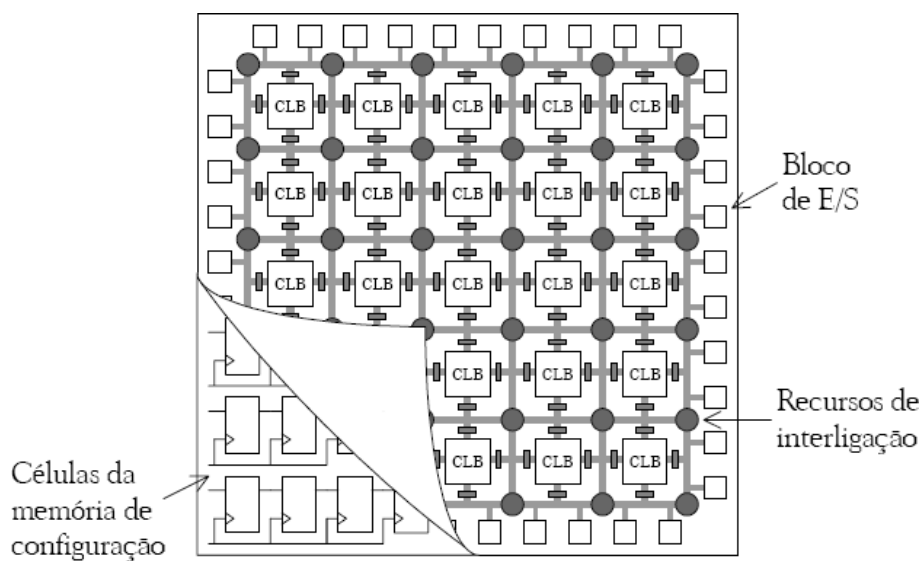 CLB CLB CLB CLB CLB
CLB CLB CLB CLB CLB
CLB CLB CLB CLB CLB
CLB CLB CLB
CLB CLB CLB
Bloco
de E/S
Recursos de
interligação
Células da
memória de
configuração